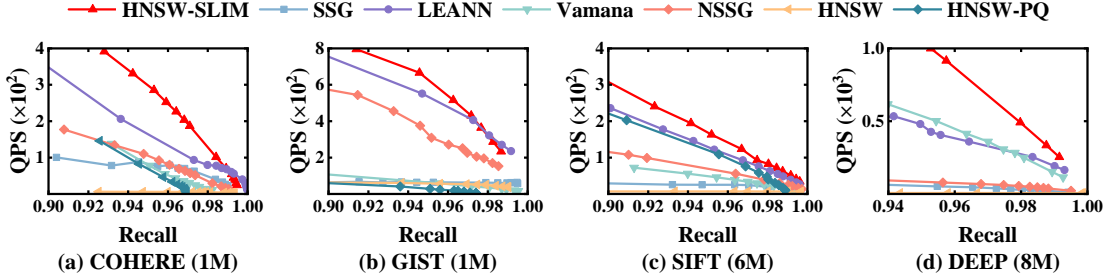 HNSW-SLIM SSG LEANN Vamana NSSG HNSW HNSW-PQ
QPS (×10²)
4
3
2
1
0.90 0.92 0.94 0.96 0.98 1.00
Recall
(a) COHERE (1M)
QPS (×10²)
8
6
4
2
0.90 0.92 0.94 0.96 0.98 1.00
Recall
(b) GIST (1M)
QPS (×10²)
4
3
2
1
0.90 0.92 0.94 0.96 0.98 1.00
Recall
(c) SIFT (6M)
QPS (×10³)
1.0
0.5
0.94 0.96 0.98 1.00
Recall
(d) DEEP (8M)